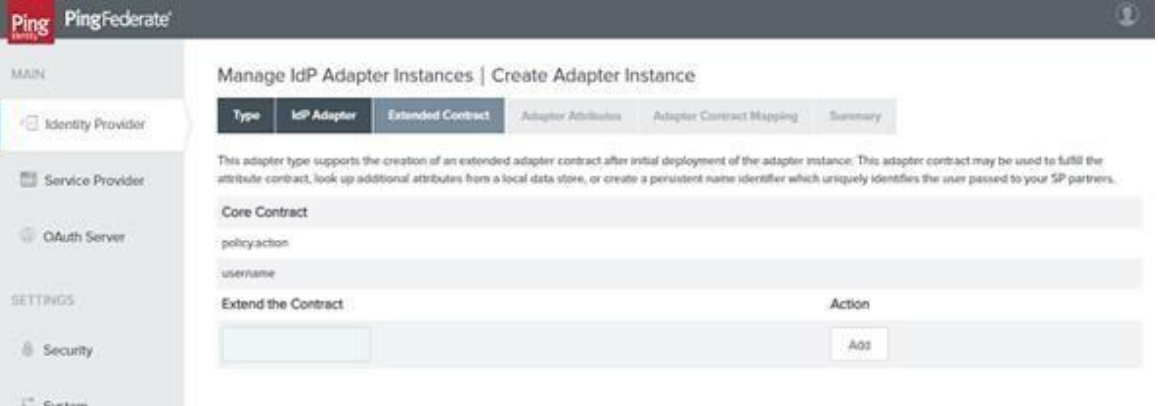 Ping
Identity
PingFederate®
MAIN
Identity Provider
Service Provider
OAuth Server
SETTINGS
Security
System
Manage IdP Adapter Instances | Create Adapter Instance
Type
IdP Adapter
Extended Contract
Adapter Attributes
Adapter Contract Mapping
Summary
This adapter type supports the creation of an extended adapter contract after initial deployment of the adapter instance. This adapter contract may be used to fulfill the
attribute contract, look up additional attributes from a local data store, or create a persistent name identifier which uniquely identifies the user passed to your SP partners.
Core Contract
policy.action
username
Extend the Contract
Action
Add